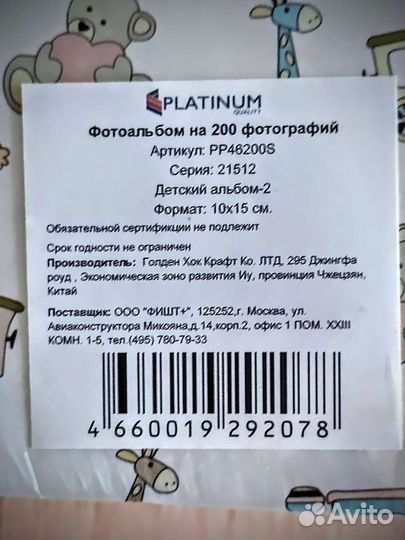 PLATINUM
QUALITY
Фотоальбом на 200 фотографий
Артикул: PP46200S
Серия: 21512
Детский альбом-2
Формат: 10х15 см.
Обязательной сертификации не подлежит
Срок годности не ограничен
Производитель: Голден Хок Крафт Ко. ЛТД, 295 Джингфа
роуд , Экономическая зоно развития Иу, провинция Чжецзян,
Китай
Поставщик: ООО "ФИШТ+", 125252,г. Москва, ул.
Авиаконструктора Микояна,д.14,корп.2, офис 1 ПОМ. XXIII
КОМН. 1-5, тел.(495) 780-79-33
4 660019 292078
Avito